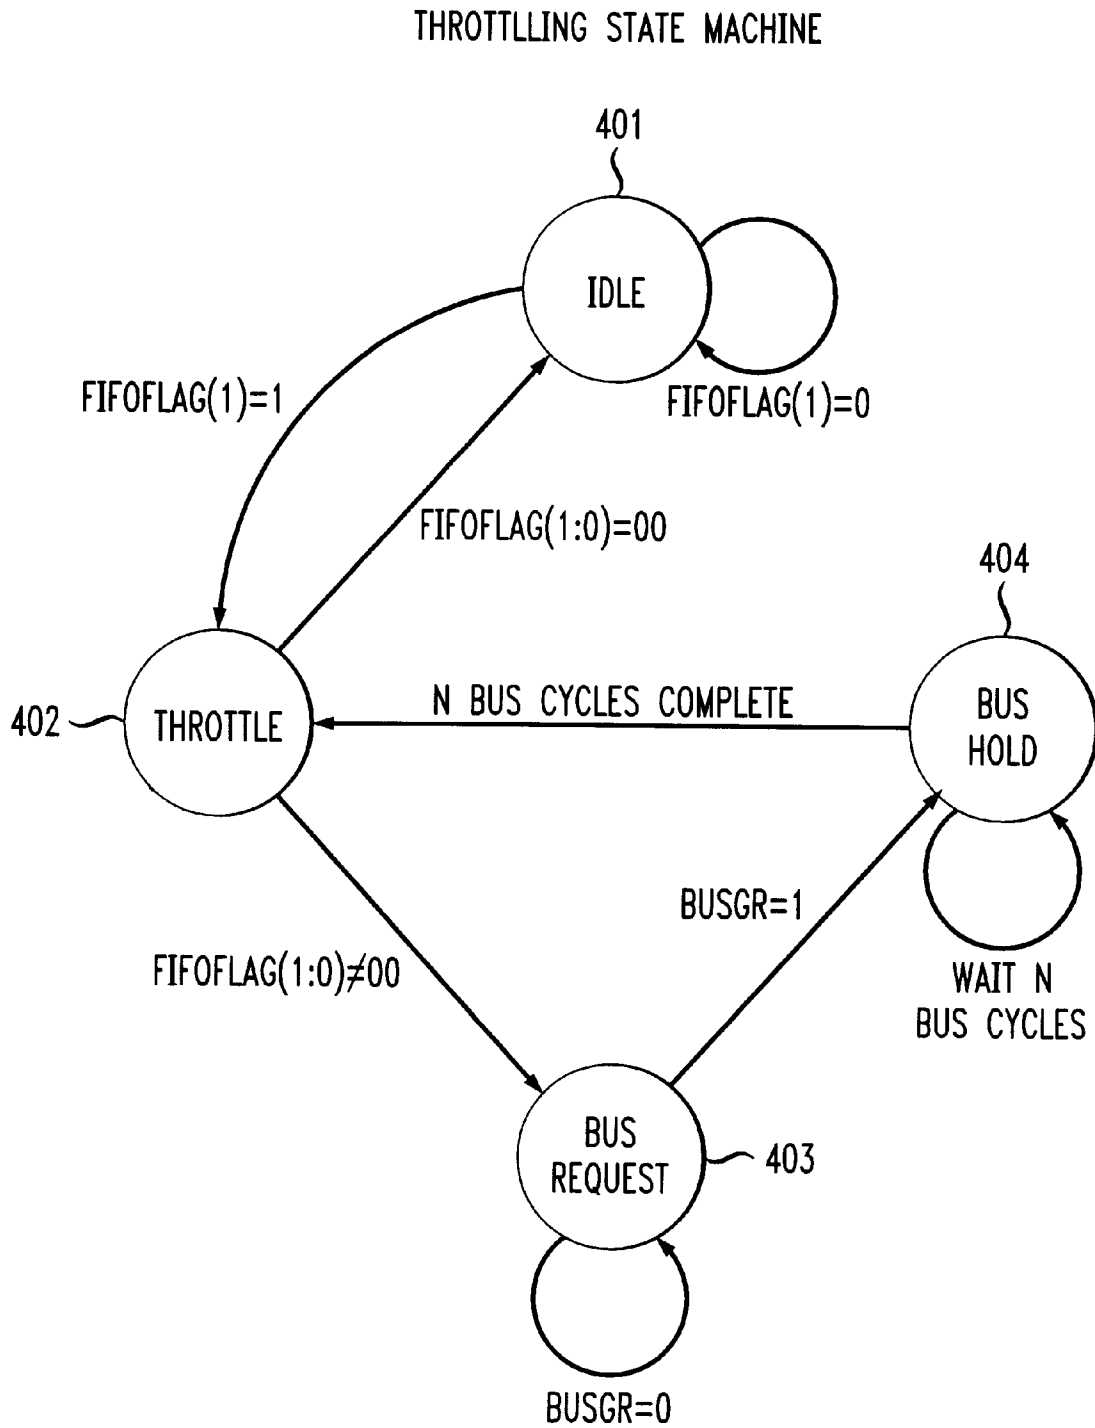 THROTTLLING STATE MACHINE
401
IDLE
FIFOFLAG(1)=1
FIFOFLAG(1)=0
FIFOFLAG(1:0)=00
404
402
THROTTLE
N BUS CYCLES COMPLETE
BUS
HOLD
BUSGR=1
FIFOFLAG(1:0)≠00
WAIT N
BUS CYCLES
BUS
REQUEST
403
BUSGR=0